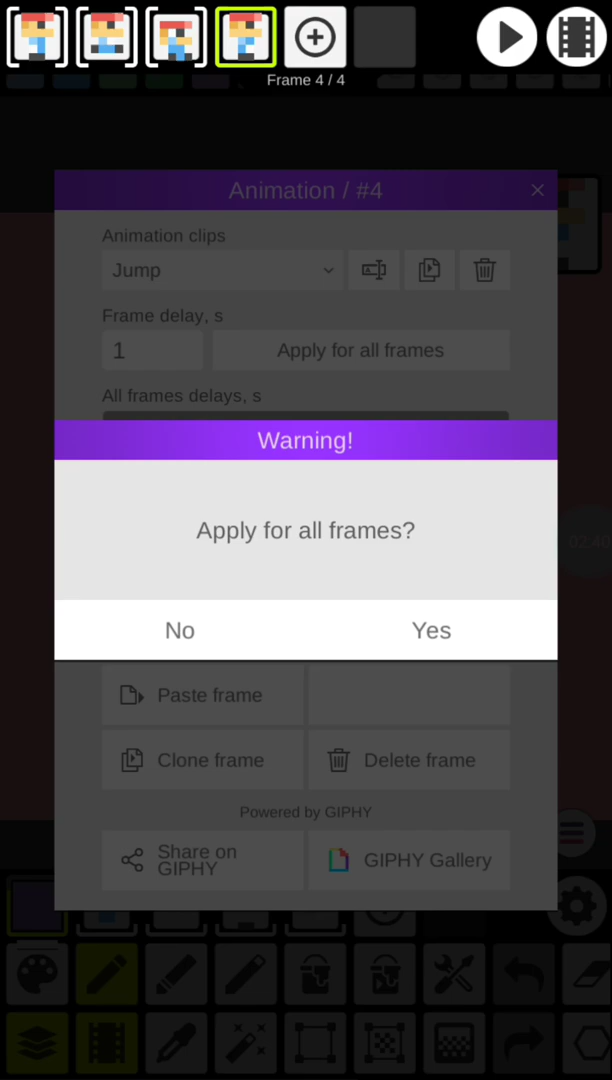 Frame 4 / 4
Animation / #4
Animation clips
Jump
Frame delay, s
1
Apply for all frames
All frames delays, s
Warning!
Apply for all frames?
No
Yes
Paste frame
Clone frame
Delete frame
Powered by GIPHY
Share on
GIPHY
GIPHY Gallery